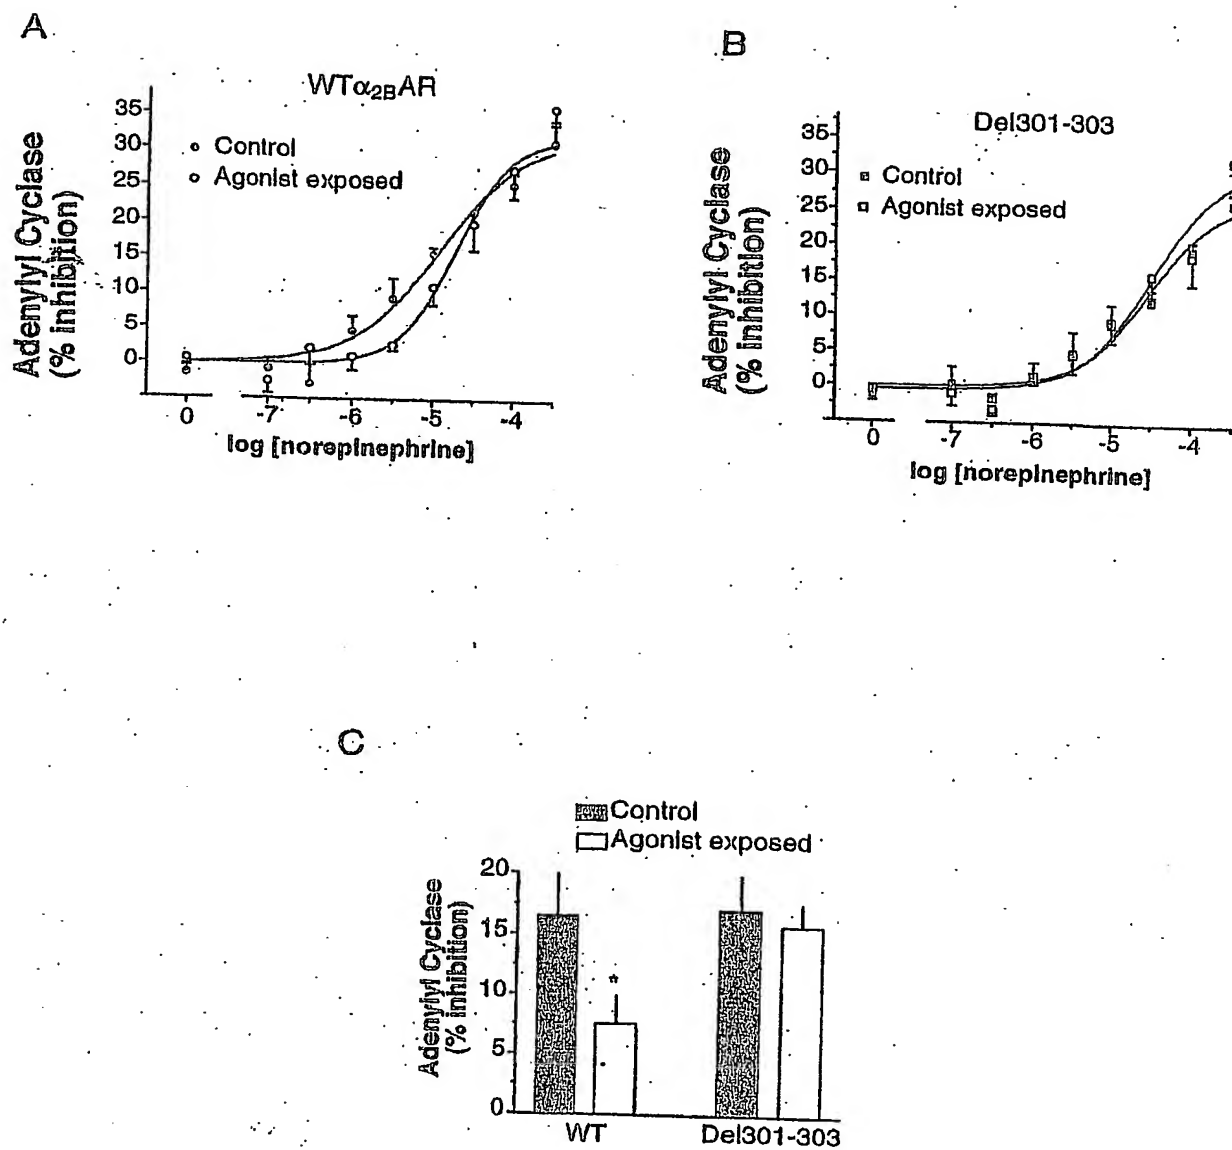 A
WTα2BAR
35
30
25
20
15
10
5
0
Adenylyl Cyclase
(% inhibition)
Control
Agonist exposed
0 -7 -6 -5 -4
log [norepinephrine]
B
Del301-303
35
30
25
20
15
10
5
0
Adenylyl Cyclase
(% inhibition)
Control
Agonist exposed
0 -7 -6 -5 -4
log [norepinephrine]
C
Control
Agonist exposed
20
15
10
5
0
Adenylyl Cyclase
(% inhibition)
*
WT Del301-303